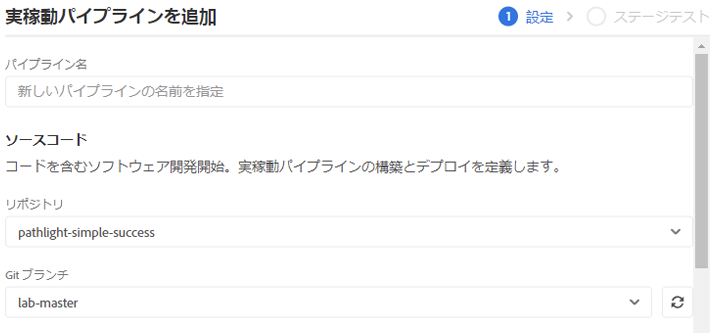 実稼動パイプラインを追加
1 設定 > ステージテスト
パイプライン名
新しいパイプラインの名前を指定
ソースコード
コードを含むソフトウェア開発開始。実稼動パイプラインの構築とデプロイを定義します。
リポジトリ
pathlight-simple-success
Git ブランチ
lab-master